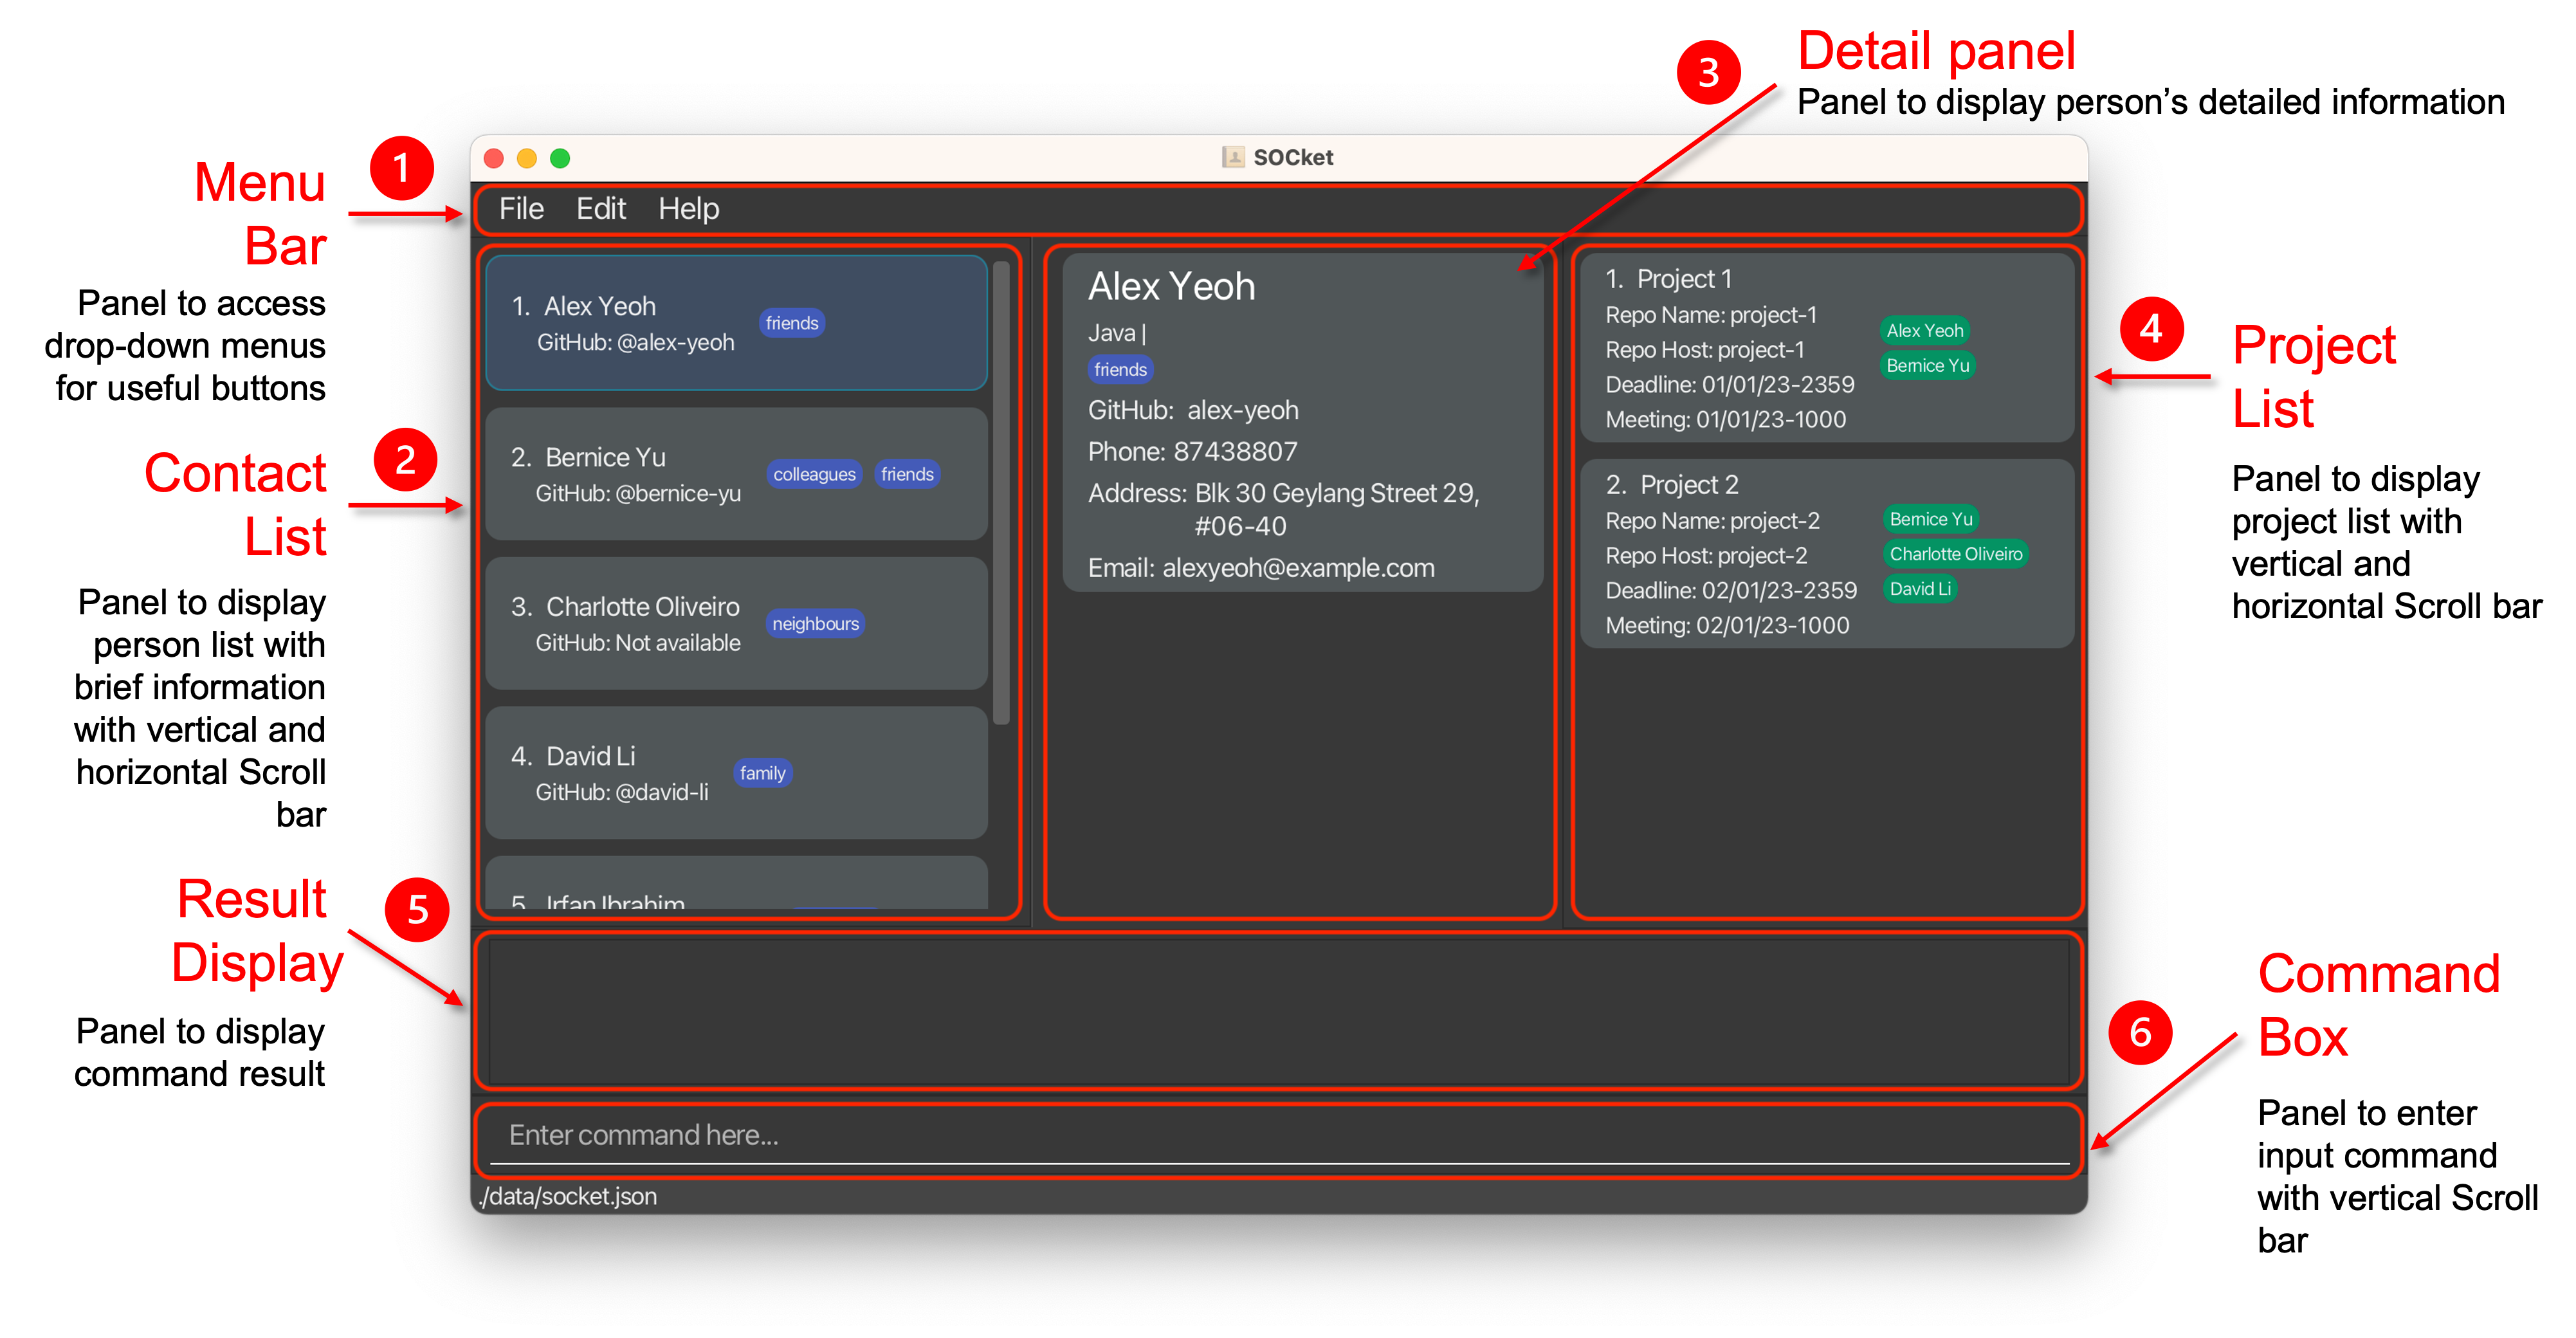 3
Detail panel
Panel to display person's detailed information
1
Menu
Bar
Panel to access
drop-down menus
for useful buttons
2
Contact
List
Panel to display
person list with
brief information
with vertical and
horizontal Scroll
bar
5
Result
Display
Panel to display
command result
SOCket
File Edit Help
1. Alex Yeoh
GitHub: @alex-yeoh
friends
2. Bernice Yu
GitHub: @bernice-yu
colleagues friends
3. Charlotte Oliveiro
GitHub: Not available
neighbours
4. David Li
GitHub: @david-li
family
5. Irfan Ibrahim
Alex Yeoh
Java |
friends
GitHub: alex-yeoh
Phone: 87438807
Address: Blk 30 Geylang Street 29,
#06-40
Email: alexyeoh@example.com
1. Project 1
Repo Name: project-1
Repo Host: project-1
Deadline: 01/01/23-2359
Meeting: 01/01/23-1000
Alex Yeoh
Bernice Yu
2. Project 2
Repo Name: project-2
Repo Host: project-2
Deadline: 02/01/23-2359
Meeting: 02/01/23-1000
Bernice Yu
Charlotte Oliveiro
David Li
Enter command here...
./data/socket.json
4
Project
List
Panel to display
project list with
vertical and
horizontal Scroll bar
6
Command
Box
Panel to enter
input command
with vertical Scroll
bar